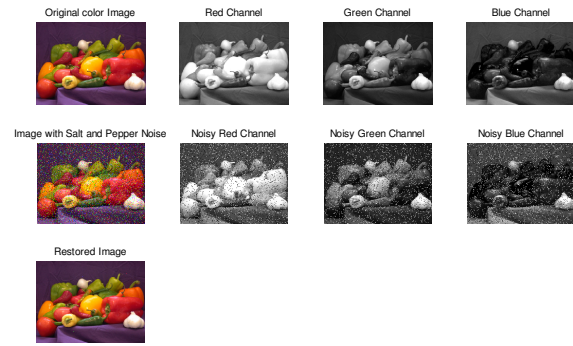 Original color Image
Red Channel
Green Channel
Blue Channel
Image with Salt and Pepper Noise
Noisy Red Channel
Noisy Green Channel
Noisy Blue Channel
Restored Image